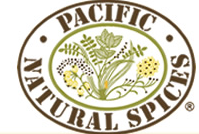 · PACIFIC ·
NATURAL SPICES
®